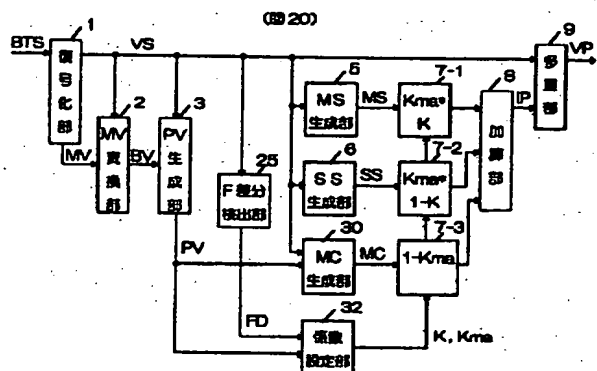 (図20)
1
BTS
復号化部
VS
2
MV
MV変換部
BV
3
PV生成部
PV
25
F差分検出部
FD
5
MS生成部
MS
6
SS生成部
SS
30
MC生成部
MC
32
係数設定部
K, Kma
7-1
Kma*K
7-2
Kma*1-K
7-3
1-Kma
8
加算部
IP
9
多重部
VP